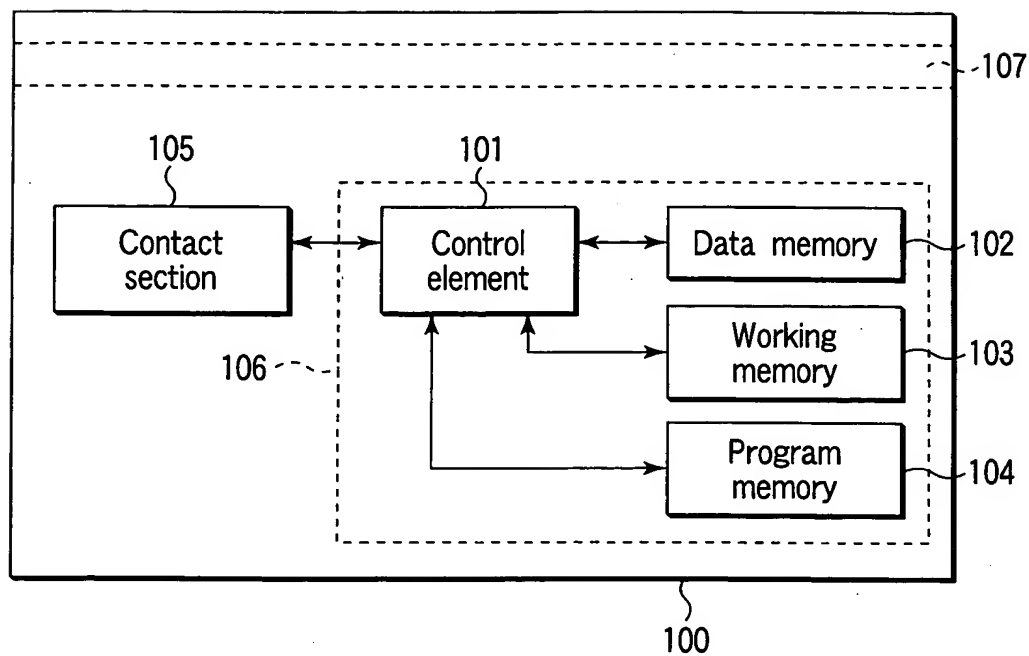 107
105
101
Contact
section
Control
element
Data memory
102
Working
memory
103
106
Program
memory
104
100